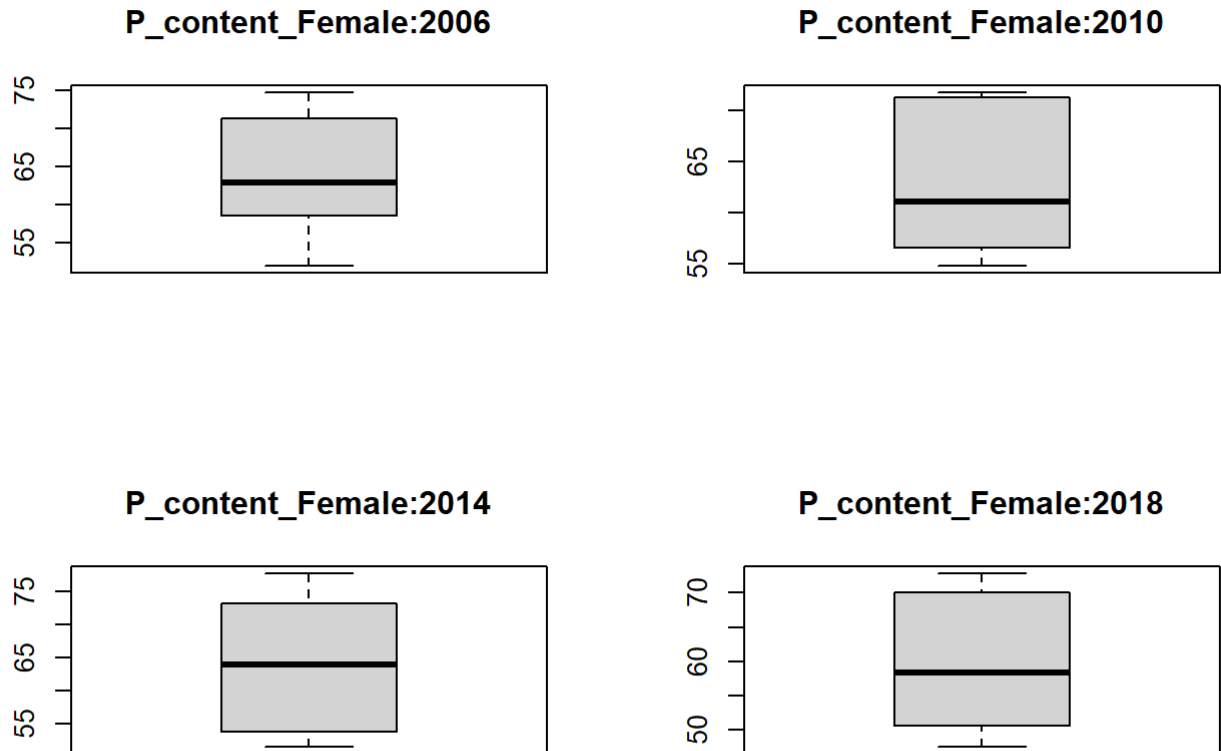 P_content_Female:2006
75
65
55
P_content_Female:2010
65
55
P_content_Female:2014
75
65
55
P_content_Female:2018
70
60
50